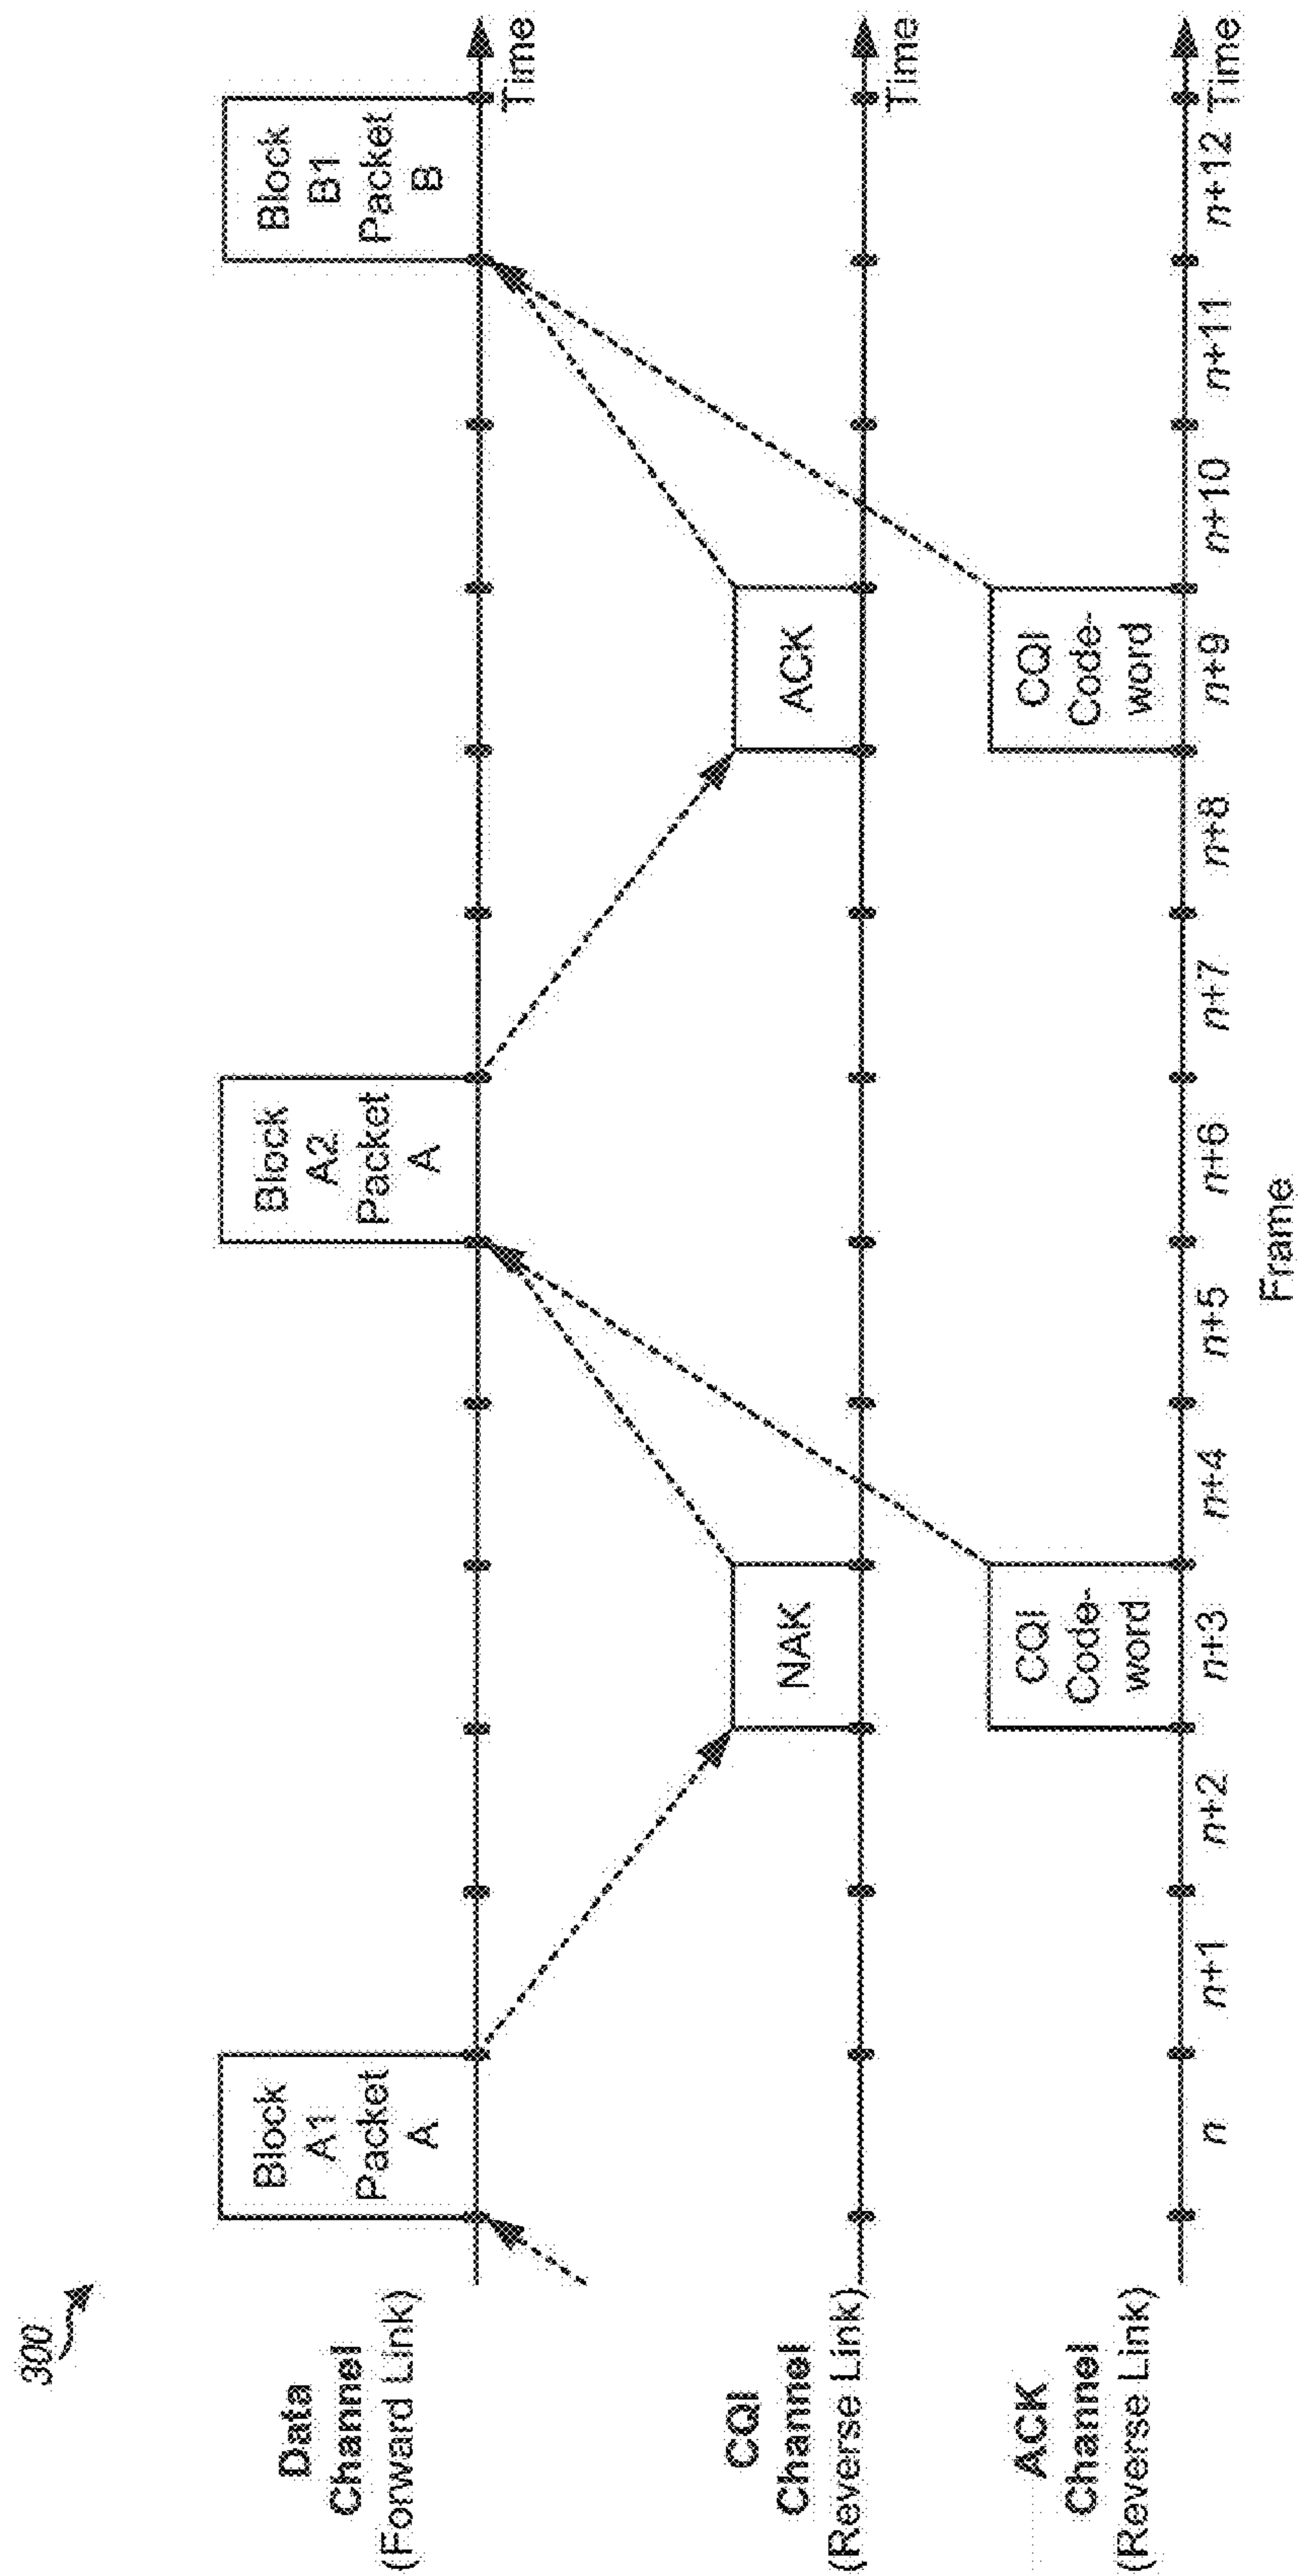 300
Data
Channel
(Forward Link)
Block
A1
Packet
A
Block
A2
Packet
A
Block
B1
Packet
B
Time
CQI
Channel
(Reverse Link)
NAK
ACK
Time
ACK
Channel
(Reverse Link)
CQI
Code-
word
CQI
Code-
word
Time
n n+1 n+2 n+3 n+4 n+5 n+6 n+7 n+8 n+9 n+10 n+11 n+12
Frame